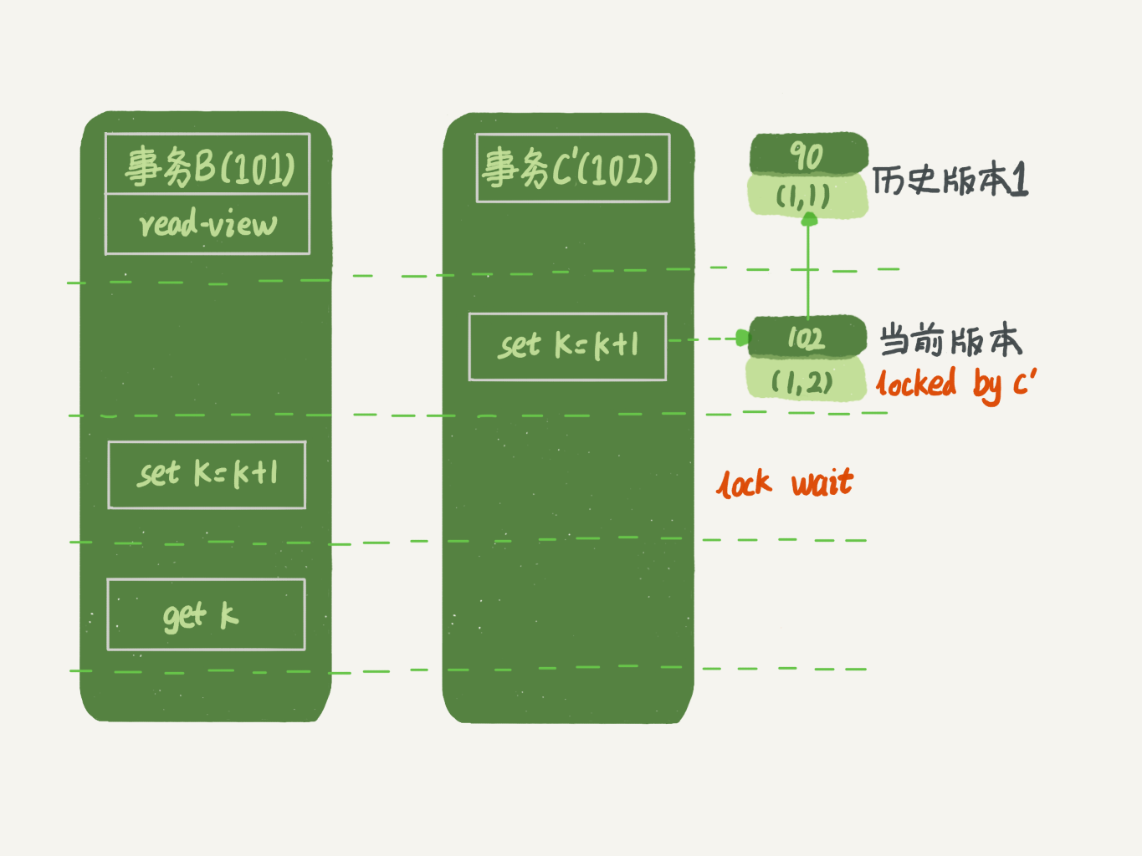 事务B(101)
read-view
事务C'(102)
90
(1,1)
历史版本1
set k=k+1
102
(1,2)
当前版本
locked by C'
set k=k+1
lock wait
get k